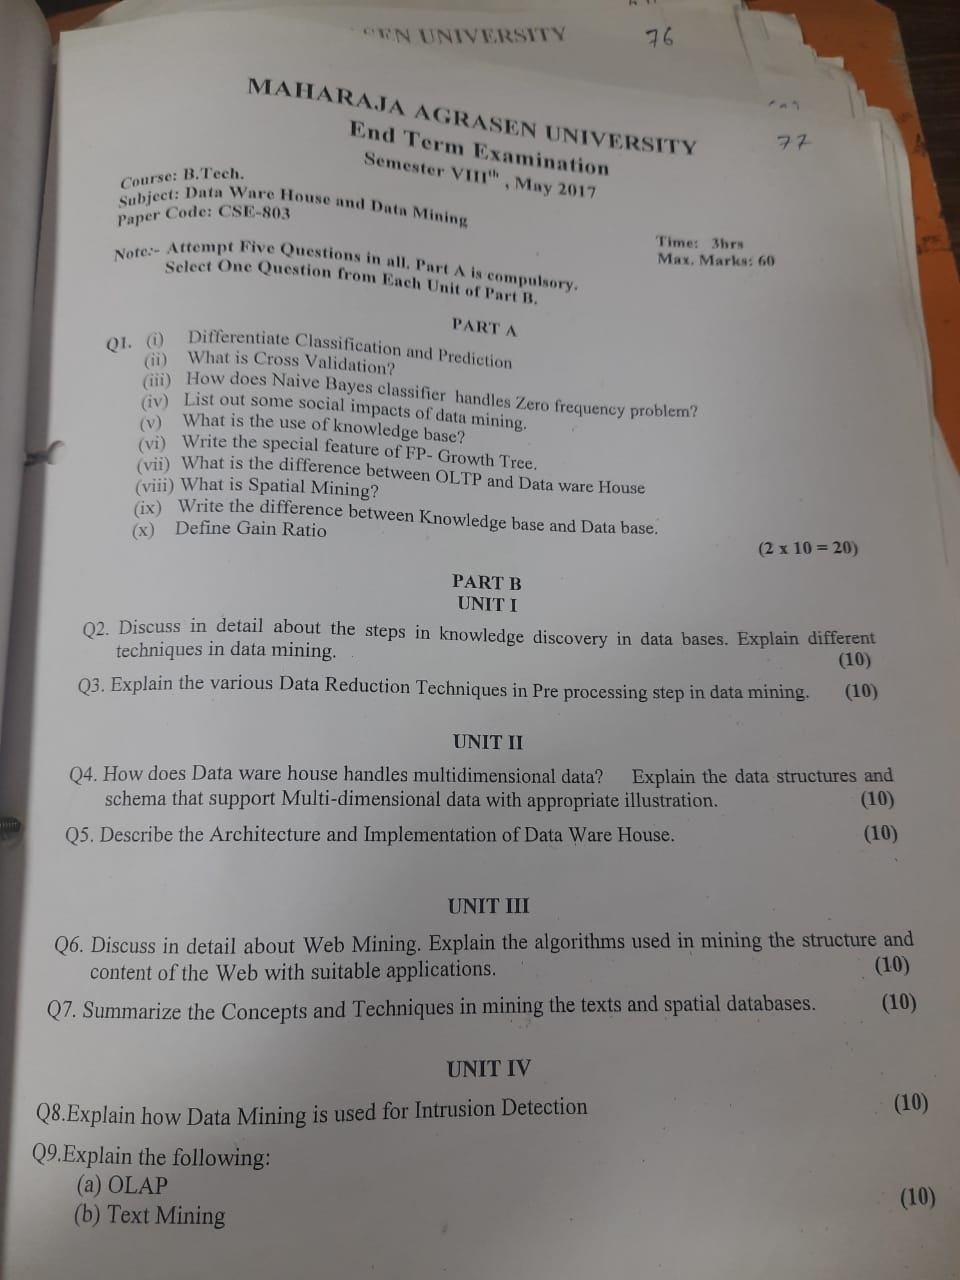 UNIVERSITY
76
77
MAHARAJA AGRASEN UNIVERSITY
End Term Examination
Semester VIIIth , May 2017
Course: B.Tech.
Subject: Data Ware House and Data Mining
Paper Code: CSE-803
Time: 3hrs
Max. Marks: 60
Note:- Attempt Five Questions in all. Part A is compulsory.
Select One Question from Each Unit of Part B.
PART A
Q1. (i) Differentiate Classification and Prediction
(ii) What is Cross Validation?
(iii) How does Naive Bayes classifier handles Zero frequency problem?
(iv) List out some social impacts of data mining.
(v) What is the use of knowledge base?
(vi) Write the special feature of FP- Growth Tree.
(vii) What is the difference between OLTP and Data ware House
(viii) What is Spatial Mining?
(ix) Write the difference between Knowledge base and Data base.
(x) Define Gain Ratio
(2 x 10 = 20)
PART B
UNIT I
Q2. Discuss in detail about the steps in knowledge discovery in data bases. Explain different
techniques in data mining.
(10)
Q3. Explain the various Data Reduction Techniques in Pre processing step in data mining. (10)
UNIT II
Q4. How does Data ware house handles multidimensional data? Explain the data structures and
schema that support Multi-dimensional data with appropriate illustration. (10)
Q5. Describe the Architecture and Implementation of Data Ware House. (10)
UNIT III
Q6. Discuss in detail about Web Mining. Explain the algorithms used in mining the structure and
content of the Web with suitable applications. (10)
Q7. Summarize the Concepts and Techniques in mining the texts and spatial databases. (10)
UNIT IV
Q8.Explain how Data Mining is used for Intrusion Detection (10)
Q9.Explain the following:
(a) OLAP
(b) Text Mining (10)